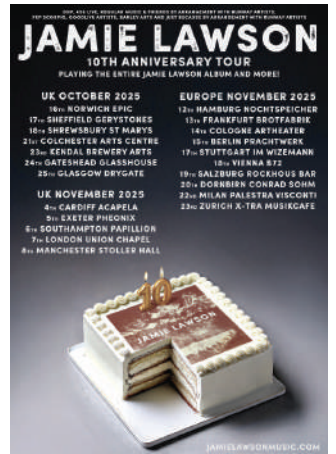 JAMIE LAWSON
10TH ANNIVERSARY TOUR
PLAYING THE ENTIRE JAMIE LAWSON ALBUM AND MORE!
UK OCTOBER 2025
16TH NORWICH EPIC
17TH SHEFFIELD GERYSTOKES
18TH SHREWSBURY ST MARYS
21ST COLCHESTER ARTS CENTRE
23RD KENDAL BREWERY ARTS
24TH GATESHEAD GLASSHOUSE
25TH GLASGOW DRYGATE
UK NOVEMBER 2025
4TH CARDIFF ACAPELA
5TH EXETER PHEONIX
6TH SOUTHAMPTON PAPILLION
7TH LONDON UNION CHAPEL
8TH MANCHESTER STOLLER HALL
EUROPE NOVEMBER 2025
12TH HAMBURG NOCHTSPEICHER
13TH FRANKFURT BROTFABRIK
14TH COLOGNE ARTHEATER
15TH BERLIN PRACHTWERK
17TH STUTTGART IM WIZEMANN
18TH VIENNA B72
19TH SALZBURG ROCKHOUS BAR
20TH DORNBIRN CONRAD SOHM
22ND MILAN PALESTRA VISCONTI
23RD ZURICH X-TRA MUSIKCAFE
10
JAMIE LAWSON
JAMIELAWSONMUSIC.COM